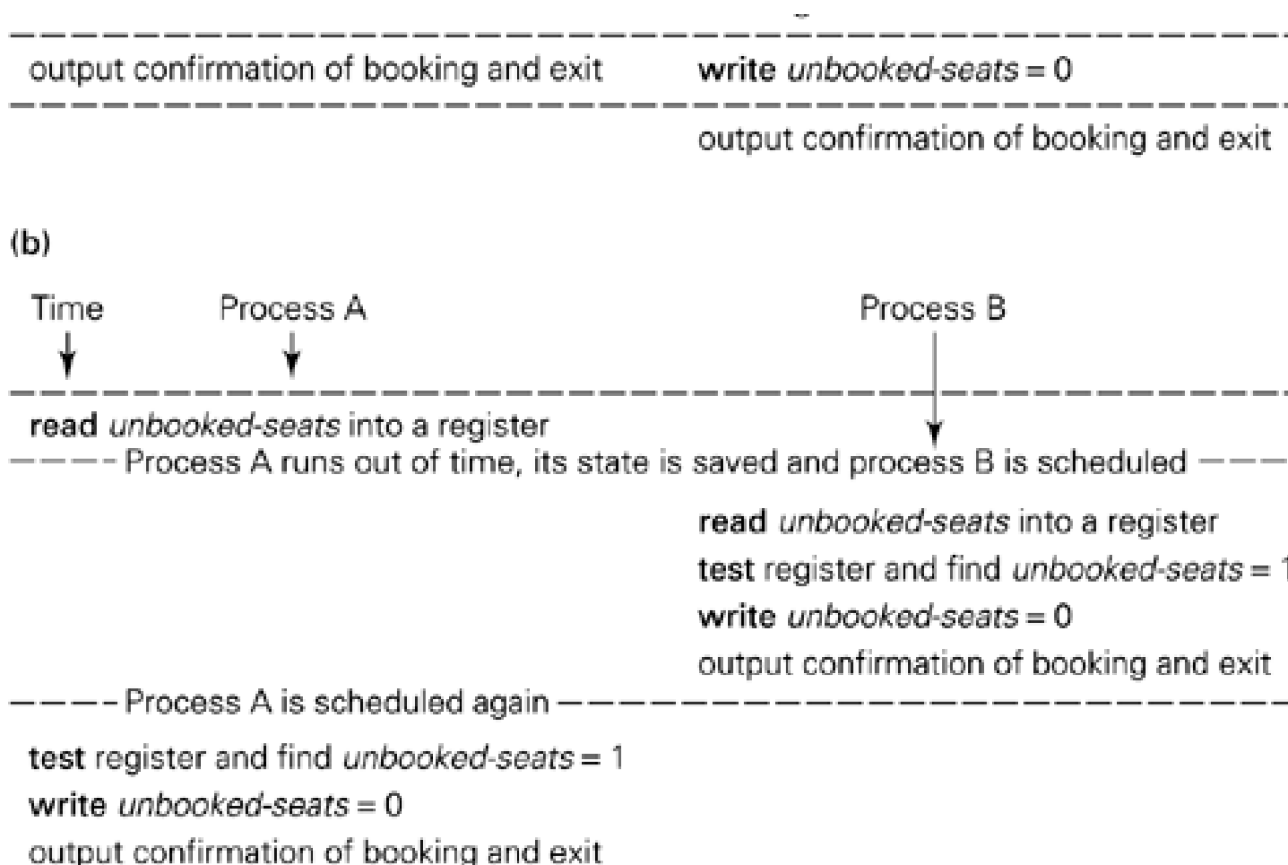 output confirmation of booking and exit write unbooked-seats = 0
output confirmation of booking and exit
(b)
Time Process A Process B
read unbooked-seats into a register
Process A runs out of time, its state is saved and process B is scheduled
read unbooked-seats into a register
test register and find unbooked-seats = 1
write unbooked-seats = 0
output confirmation of booking and exit
Process A is scheduled again
test register and find unbooked-seats = 1
write unbooked-seats = 0
output confirmation of booking and exit